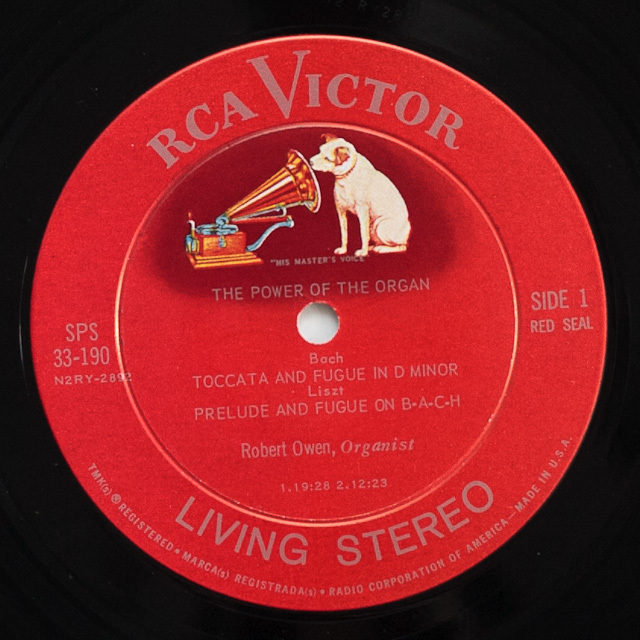 RCA VICTOR
"HIS MASTER'S VOICE"
THE POWER OF THE ORGAN
SPS
33-190
N2RY-2892
SIDE 1
RED SEAL
Bach
TOCCATA AND FUGUE IN D MINOR
Liszt
PRELUDE AND FUGUE ON B-A-C-H
Robert Owen, Organist
1.19:28 2.12:23
LIVING STEREO
TMK(s) ® REGISTERED • MARCA(s) REGISTRADA(s) • RADIO CORPORATION OF AMERICA—MADE IN U.S.A.